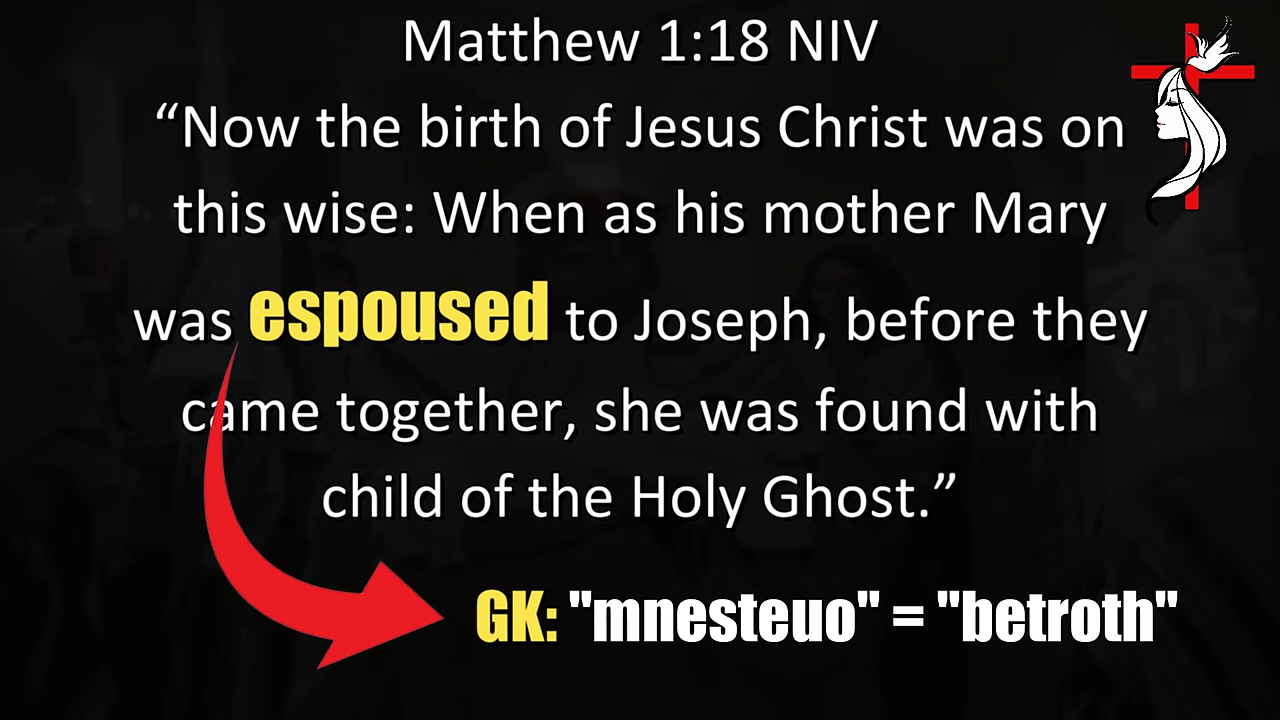 Matthew 1:18 NIV
“Now the birth of Jesus Christ was on
this wise: When as his mother Mary
was espoused to Joseph, before they
came together, she was found with
child of the Holy Ghost.”
GK: "mnesteuo" = "betroth"